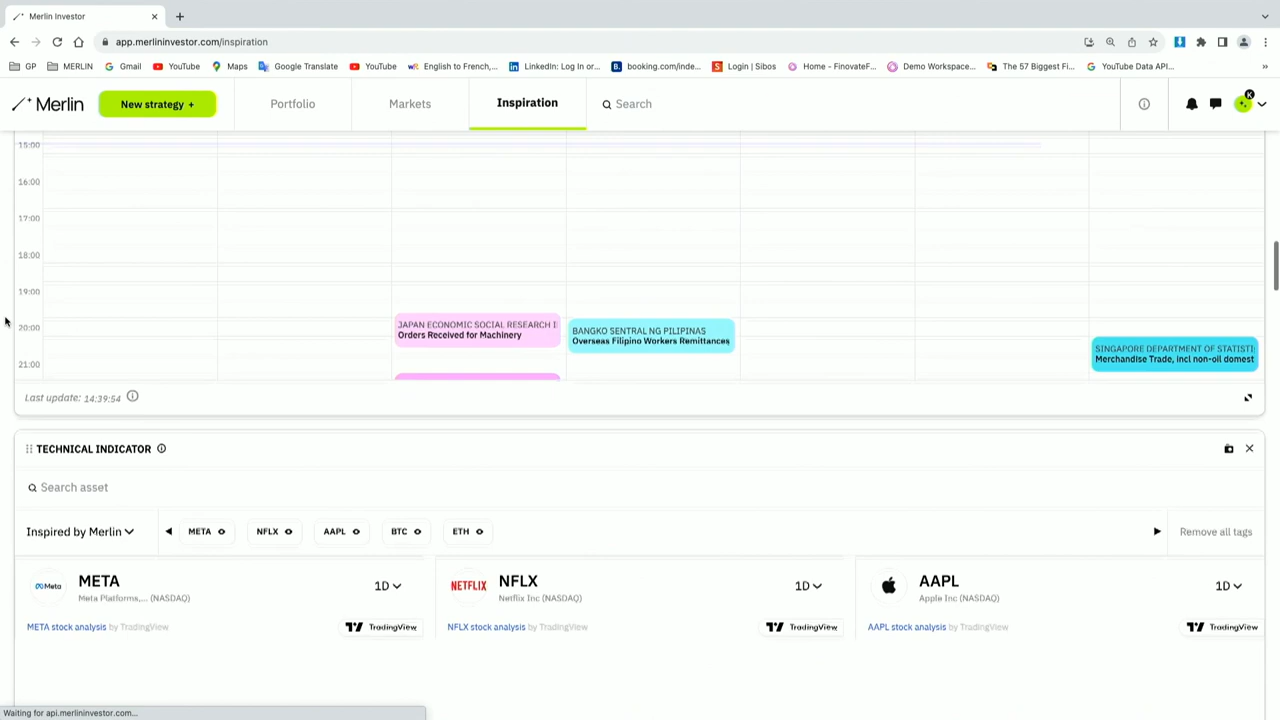 Merlin Investor
app.merlininvestor.com/inspiration
GP
MERLIN
Gmail
YouTube
Maps
Google Translate
YouTube
English to French,...
LinkedIn: Log In or...
booking.com/inde...
Login | Sibos
Home - FinovateF...
Demo Workspace...
The 57 Biggest Fi...
YouTube Data API...
»
Merlin
New strategy +
Portfolio
Markets
Inspiration
Search
K
15:00
16:00
17:00
18:00
19:00
20:00
JAPAN ECONOMIC SOCIAL RESEARCH I
Orders Received for Machinery
BANGKO SENTRAL NG PILIPINAS
Overseas Filipino Workers Remittances
SINGAPORE DEPARTMENT OF STATISTI
Merchandise Trade, incl non-oil domest
21:00
Last update: 14:39:54
TECHNICAL INDICATOR
Search asset
Inspired by Merlin
META
NFLX
AAPL
BTC
ETH
Remove all tags
Meta
META
Meta Platforms,... (NASDAQ)
1D
META stock analysis by TradingView
TradingView
NETFLIX
NFLX
Netflix Inc (NASDAQ)
1D
NFLX stock analysis by TradingView
TradingView
AAPL
Apple Inc (NASDAQ)
1D
AAPL stock analysis by TradingView
TradingView
Waiting for api.merlininvestor.com...